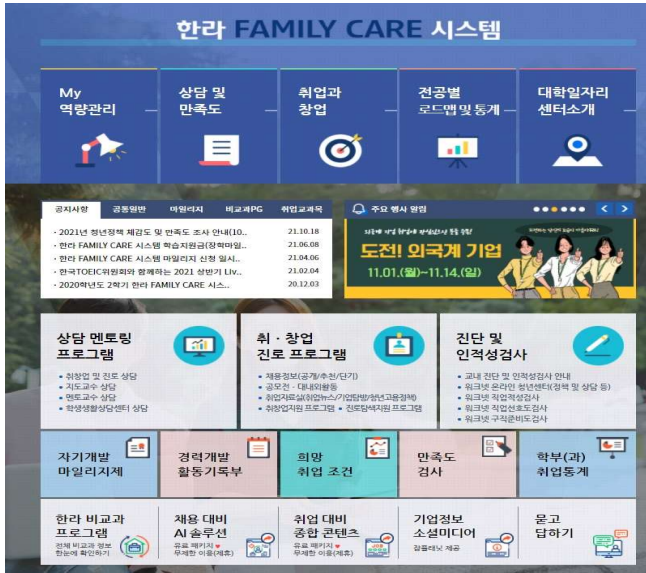 한라 FAMILY CARE 시스템
My
역량관리
상담 및
만족도
취업과
창업
전공별
로드맵 및 통계
대학일자리
센터소개
공지사항 공통일반 마일리지 비교과PG 취업교과목
· 2021년 청년정책 체감도 및 만족도 조사 안내(10.. 21.10.18
· 한라 FAMILY CARE 시스템 학습지원금(장학마일.. 21.06.08
· 한라 FAMILY CARE 시스템 마일리지 신청 일시.. 21.04.06
· 한국TOEIC위원회와 함께하는 2021 상반기 Liv.. 21.02.04
· 2020학년도 2학기 한라 FAMILY CARE 시스.. 20.12.03
주요 행사 알림
도전! 외국계 기업
11.01.(월)~11.14.(일)
상담 멘토링
프로그램
▪ 취창업 및 진로 상담
▪ 지도교수 상담
▪ 멘토교수 상담
▪ 학생생활상담센터 상담
취 · 창업
진로 프로그램
▪ 채용정보(공개/추천/단기)
▪ 공모전 · 대내외활동
▪ 취업자료실(취업뉴스/기업탐방/청년고용정책)
▪ 취창업지원 프로그램 ▪ 진로탐색지원 프로그램
진단 및
인적성검사
▪ 교내 진단 및 인적성검사 안내
▪ 워크넷 온라인 청년센터(정책 및 상담 등)
▪ 워크넷 직업적성검사
▪ 워크넷 직업선호도검사
▪ 워크넷 구직준비도검사
자기개발
마일리지제
경력개발
활동기록부
희망
취업 조건
만족도
검사
학부(과)
취업통계
한라 비교과
프로그램
전체 비교과 정보
한눈에 확인하기
채용 대비
AI 솔루션
유료 패키지 ♥
무제한 이용(제휴)
취업 대비
종합 콘텐츠
유료 패키지 ♥
무제한 이용(제휴)
기업정보
소셜미디어
잡플래닛 제공
묻고
답하기